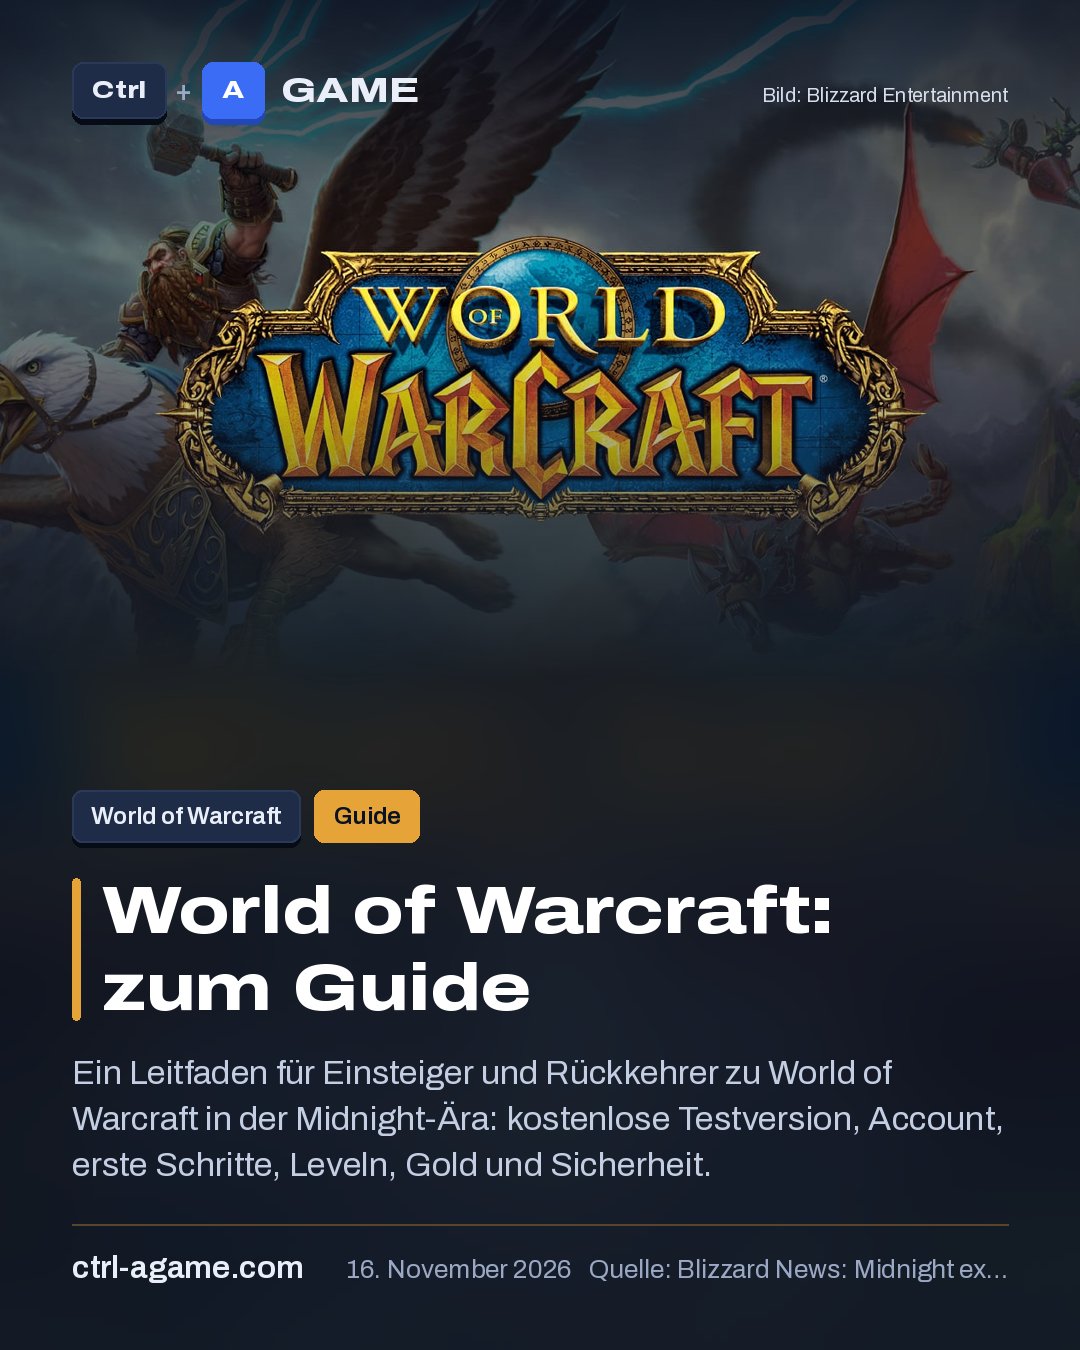 Ctrl + A GAME
Bild: Blizzard Entertainment
WORLD OF
WARCRAFT®
World of Warcraft
Guide
World of Warcraft:
zum Guide
Ein Leitfaden für Einsteiger und Rückkehrer zu World of
Warcraft in der Midnight-Ära: kostenlose Testversion, Account,
erste Schritte, Leveln, Gold und Sicherheit.
ctrl-agame.com
16. November 2026 Quelle: Blizzard News: Midnight ex...